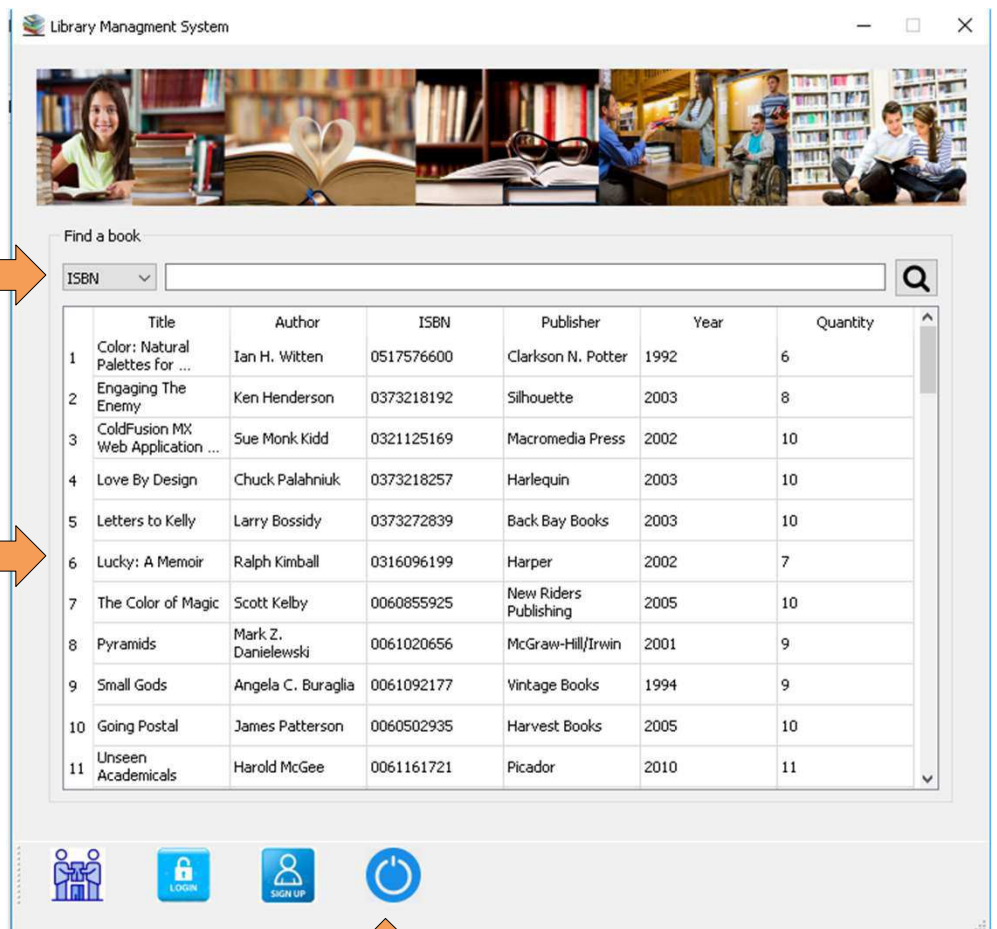 Library Managment System
Find a book
ISBN
Title Author ISBN Publisher Year Quantity
1 Color: Natural Palettes for ... Ian H. Witten 0517576600 Clarkson N. Potter 1992 6
2 Engaging The Enemy Ken Henderson 0373218192 Silhouette 2003 8
3 ColdFusion MX Web Application ... Sue Monk Kidd 0321125169 Macromedia Press 2002 10
4 Love By Design Chuck Palahniuk 0373218257 Harlequin 2003 10
5 Letters to Kelly Larry Bossidy 0373272839 Back Bay Books 2003 10
6 Lucky: A Memoir Ralph Kimball 0316096199 Harper 2002 7
7 The Color of Magic Scott Kelby 0060855925 New Riders Publishing 2005 10
8 Pyramids Mark Z. Danielewski 0061020656 McGraw-Hill/Irwin 2001 9
9 Small Gods Angela C. Buraglia 0061092177 Vintage Books 1994 9
10 Going Postal James Patterson 0060502935 Harvest Books 2005 10
11 Unseen Academicals Harold McGee 0061161721 Picador 2010 11
LOGIN
SIGN UP